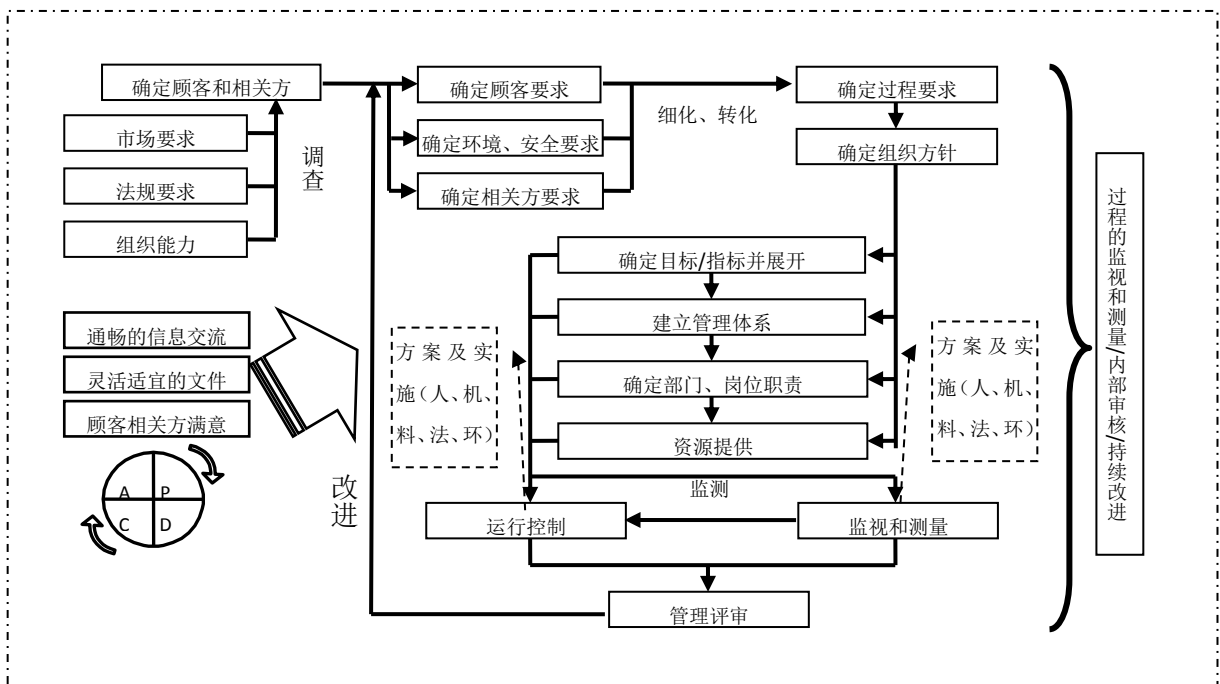 确定顾客和相关方
市场要求
法规要求
组织能力
调查
确定顾客要求
确定环境、安全要求
确定相关方要求
细化、转化
确定过程要求
确定组织方针
确定目标/指标并展开
建立管理体系
确定部门、岗位职责
资源提供
方案及实
施(人、机、
料、法、环)
方案及实
施(人、机、
料、法、环)
通畅的信息交流
灵活适宜的文件
顾客相关方满意
A P
C D
改进
监测
运行控制
监视和测量
管理评审
过程的监视和测量/内部审核/持续改进